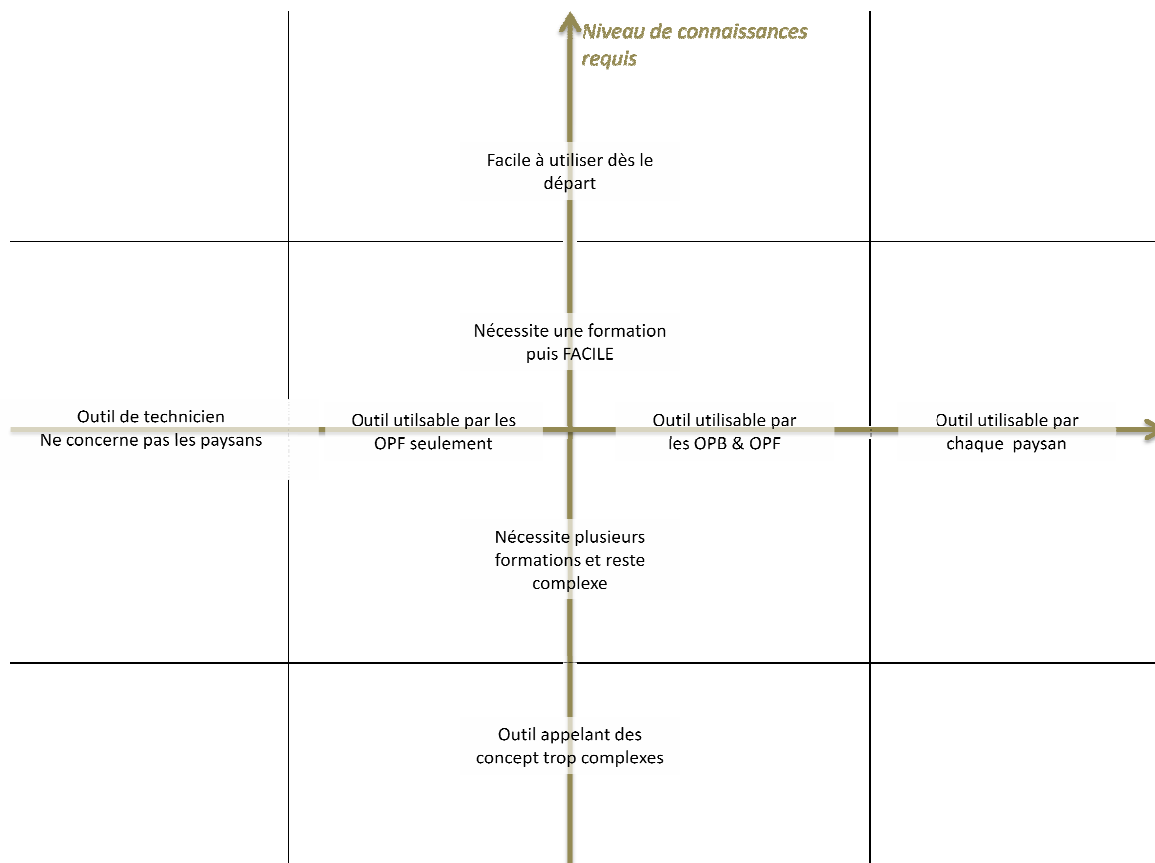 Niveau de connaissances
requis
Facile à utiliser dès le
départ
Nécessite une formation
puis FACILE
Outil de technicien
Ne concerne pas les paysans
Outil utilsable par les
OPF seulement
Outil utilisable par
les OPB & OPF
Outil utilisable par
chaque paysan
Nécessite plusieurs
formations et reste
complexe
Outil appelant des
concept trop complexes